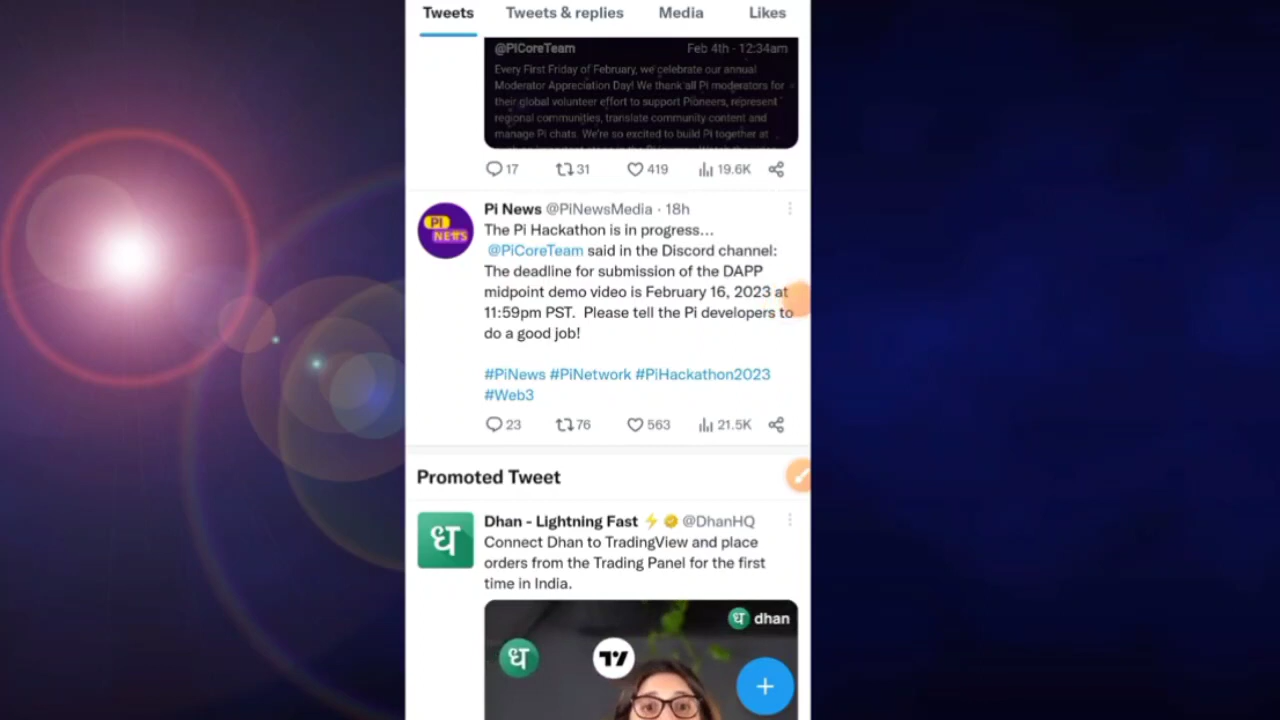 Tweets Tweets & replies Media Likes
@PiCoreTeam Feb 4th - 12:34am
Every First Friday of February, we celebrate our annual
Moderator Appreciation Day! We thank all Pi moderators for
their global volunteer effort to support Pioneers, represent
regional communities, translate community content and
manage Pi chats. We're so excited to build Pi together at
17 31 419 19.6K
Pi News @PiNewsMedia · 18h
The Pi Hackathon is in progress...
@PiCoreTeam said in the Discord channel:
The deadline for submission of the DAPP
midpoint demo video is February 16, 2023 at
11:59pm PST. Please tell the Pi developers to
do a good job!
#PiNews #PiNetwork #PiHackathon2023
#Web3
PI
NEWS
23 76 563 21.5K
Promoted Tweet
Dhan - Lightning Fast ⚡ @DhanHQ
Connect Dhan to TradingView and place
orders from the Trading Panel for the first
time in India.
ध
ध dhan
ध